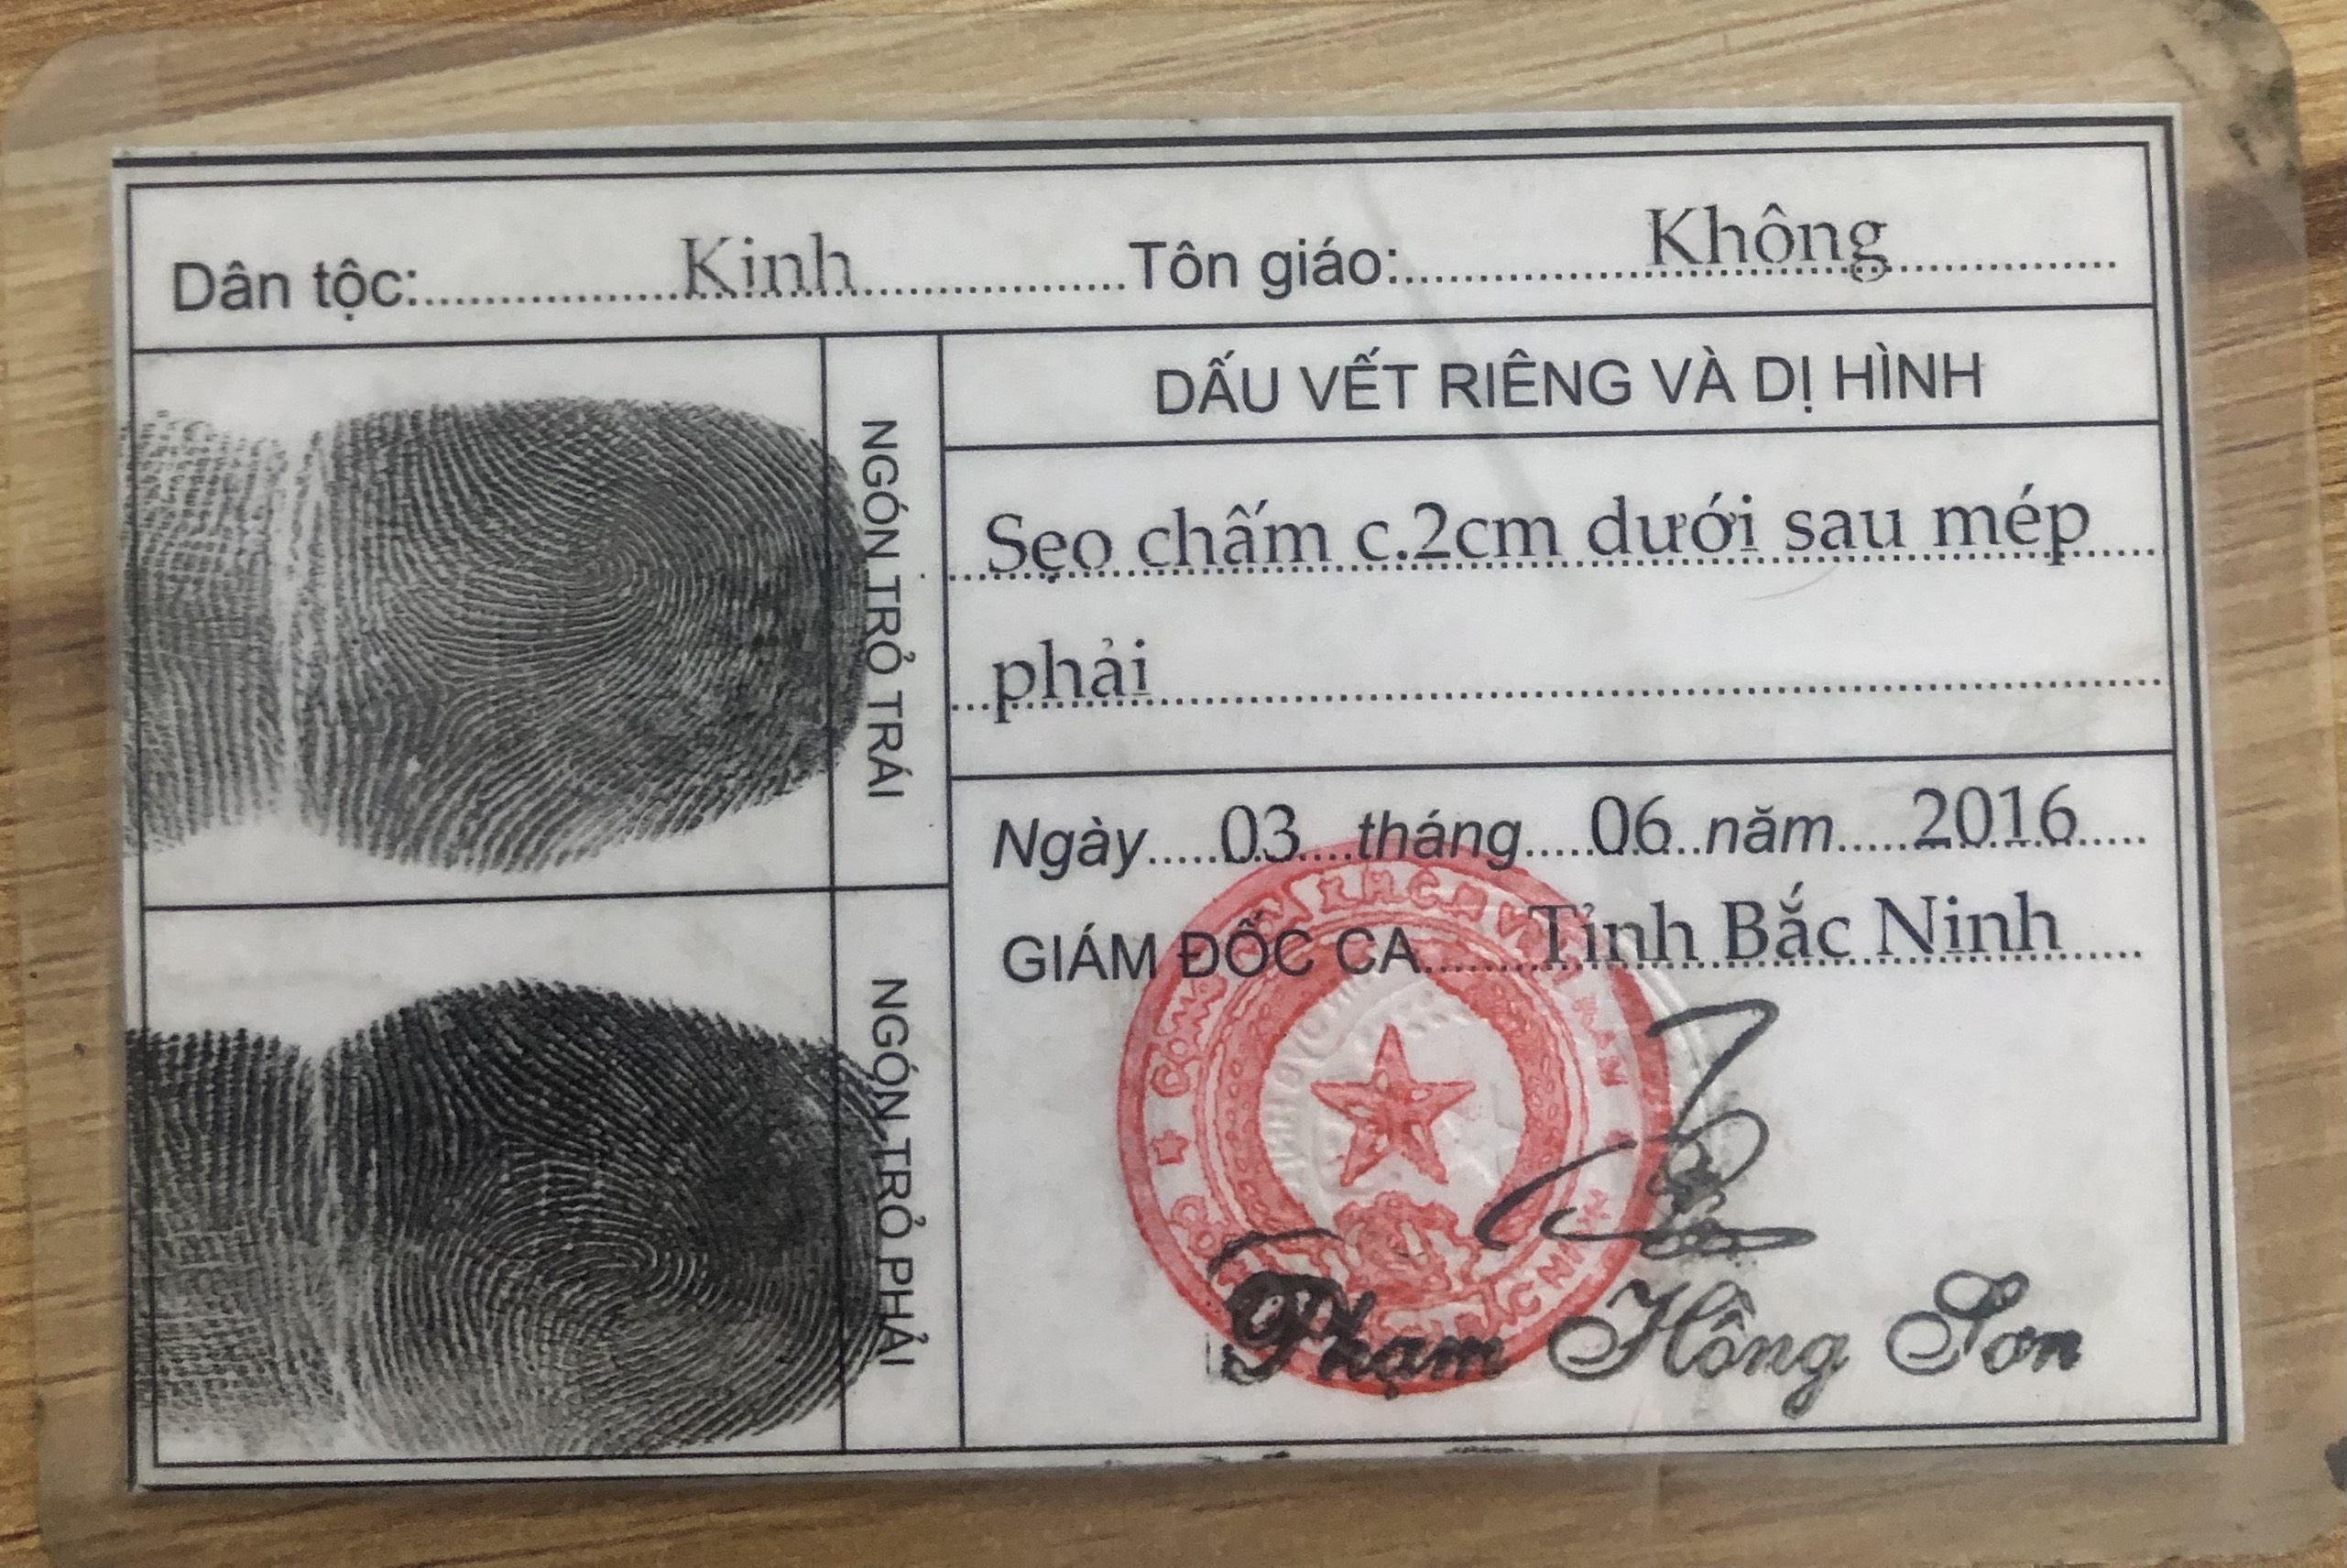 Dân tộc: Kinh Tôn giáo: Không
DẤU VẾT RIÊNG VÀ DỊ HÌNH
NGÓN TRỎ TRÁI
Sẹo chấm c.2cm dưới sau mép
phải
Ngày 03 tháng 06 năm 2016
GIÁM ĐỐC CA Tỉnh Bắc Ninh
NGÓN TRỎ PHẢI
Phạm Hồng Sơn